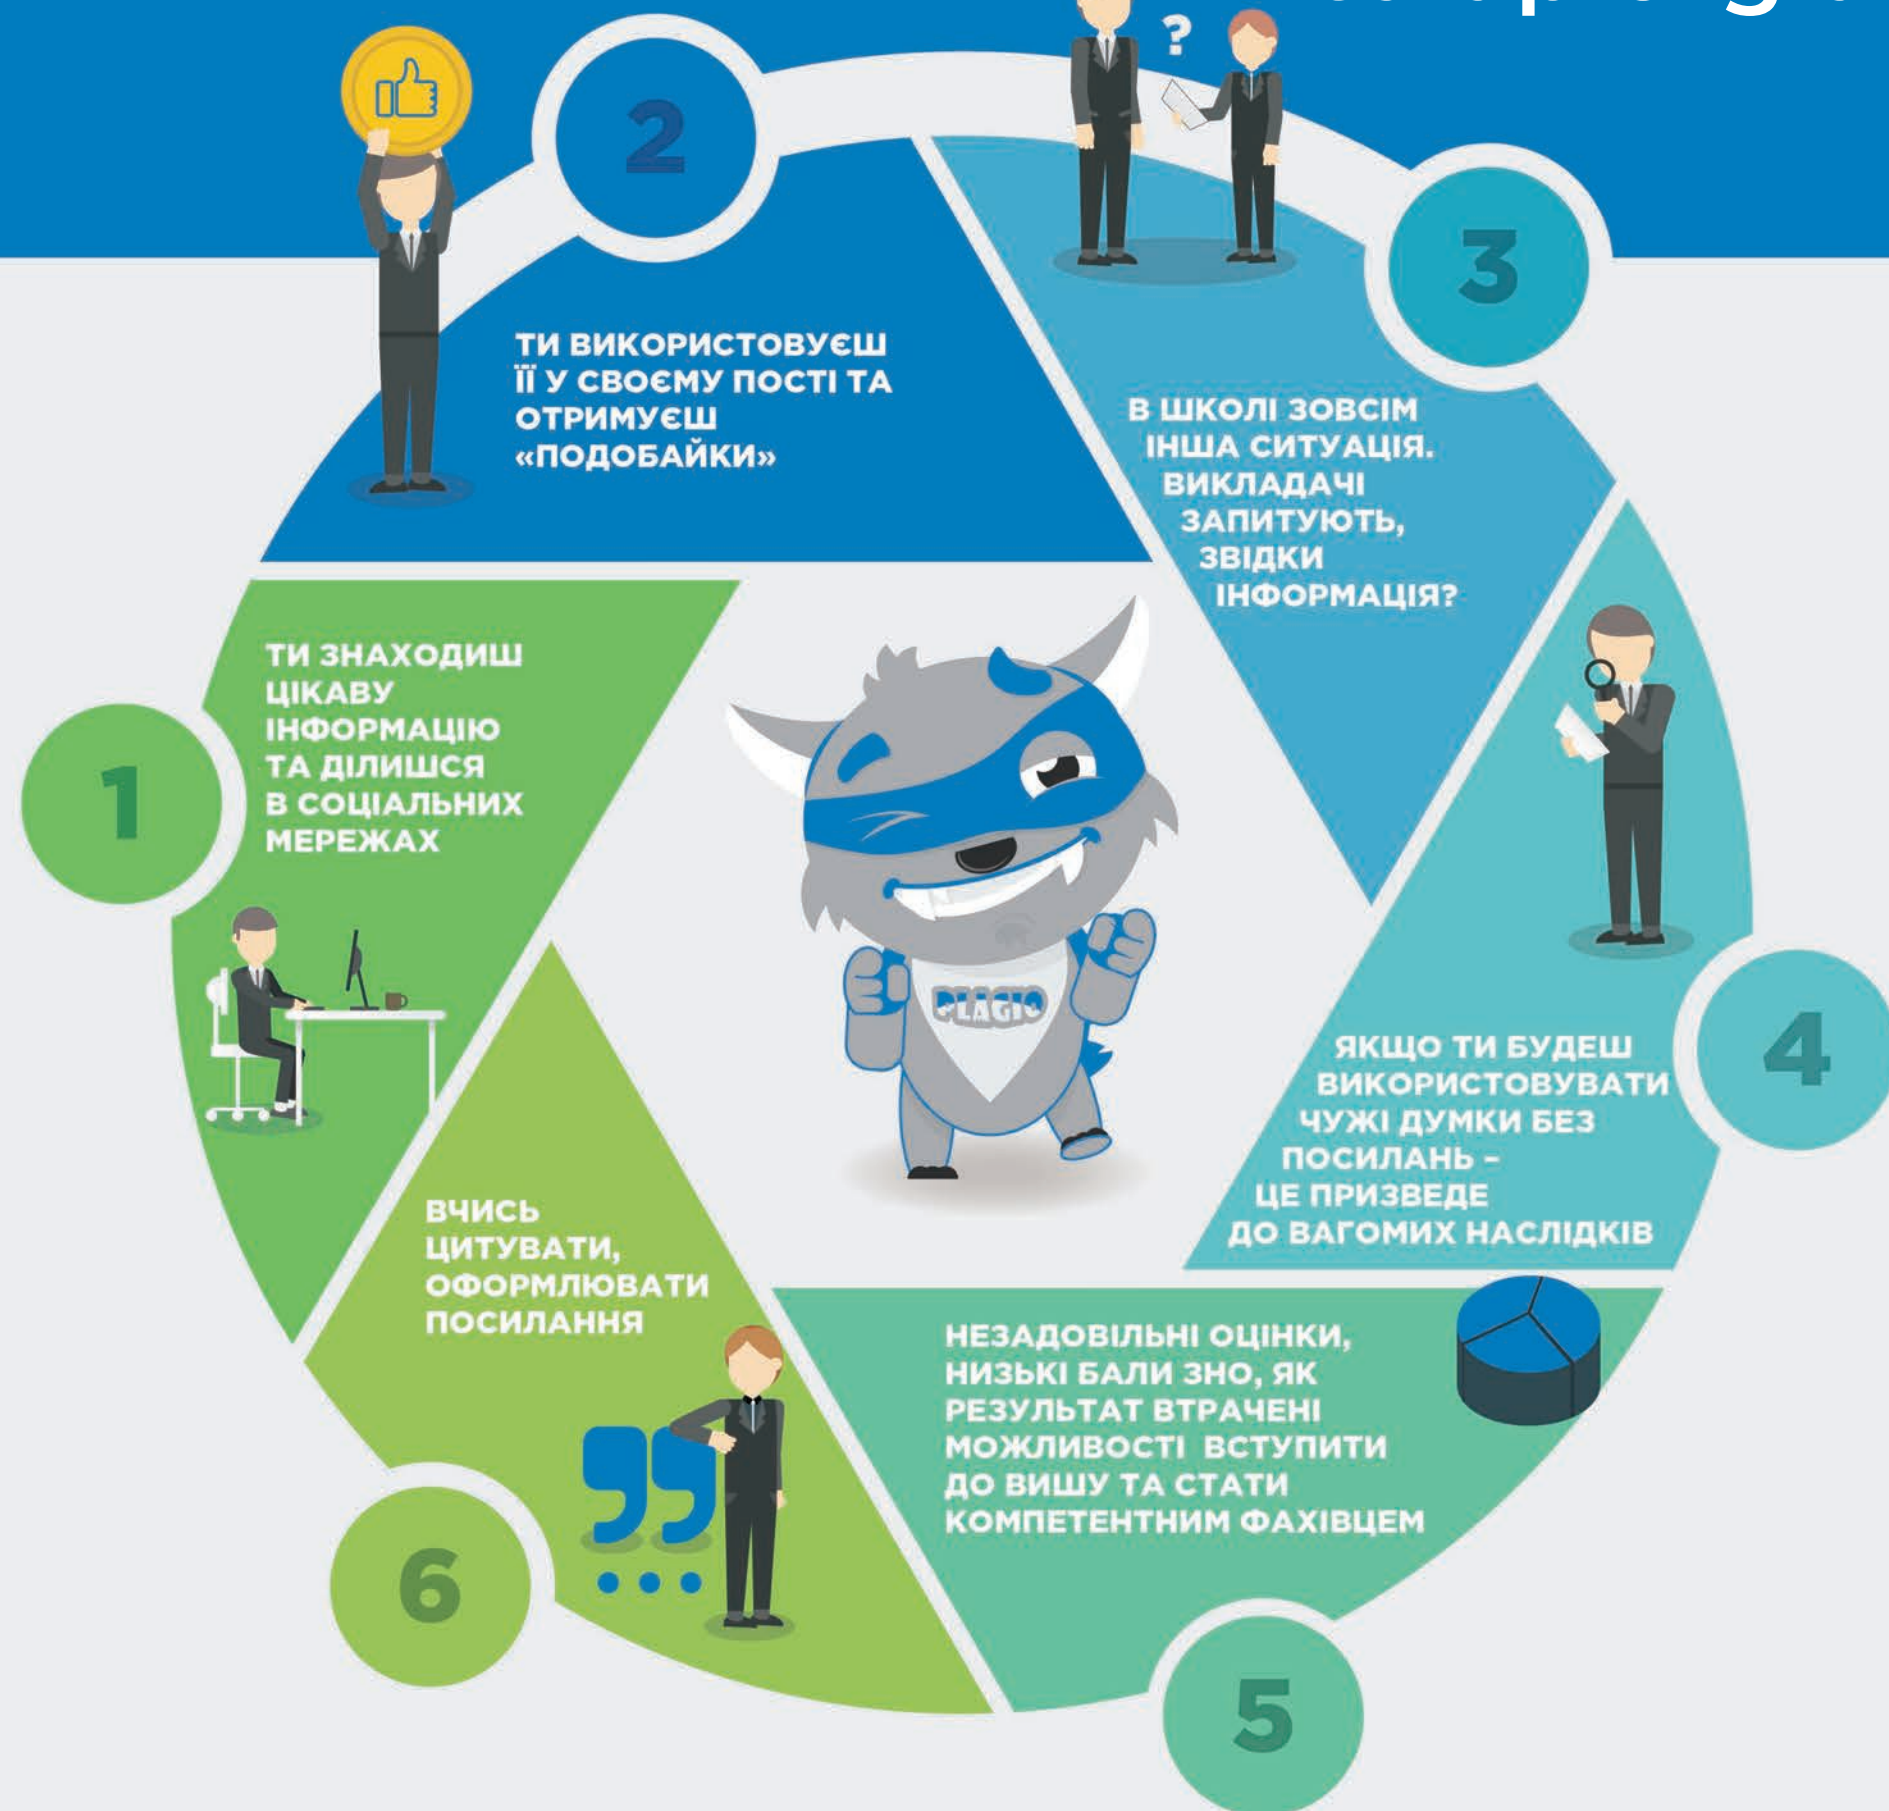 ?
2
ТИ ВИКОРИСТОВУЄШ
ЇЇ У СВОЄМУ ПОСТІ ТА
ОТРИМУЄШ
«ПОДОБАЙКИ»
3
В ШКОЛІ ЗОВСІМ
ІНША СИТУАЦІЯ.
ВИКЛАДАЧІ
ЗАПИТУЮТЬ,
ЗВІДКИ
ІНФОРМАЦІЯ?
1
ТИ ЗНАХОДИШ
ЦІКАВУ
ІНФОРМАЦІЮ
ТА ДІЛИШСЯ
В СОЦІАЛЬНИХ
МЕРЕЖАХ
PLAGIO
4
ЯКЩО ТИ БУДЕШ
ВИКОРИСТОВУВАТИ
ЧУЖІ ДУМКИ БЕЗ
ПОСИЛАНЬ –
ЦЕ ПРИЗВЕДЕ
ДО ВАГОМИХ НАСЛІДКІВ
5
НЕЗАДОВІЛЬНІ ОЦІНКИ,
НИЗЬКІ БАЛИ ЗНО, ЯК
РЕЗУЛЬТАТ ВТРАЧЕНІ
МОЖЛИВОСТІ ВСТУПИТИ
ДО ВИШУ ТА СТАТИ
КОМПЕТЕНТНИМ ФАХІВЦЕМ
6
ВЧИСЬ
ЦИТУВАТИ,
ОФОРМЛЮВАТИ
ПОСИЛАННЯ